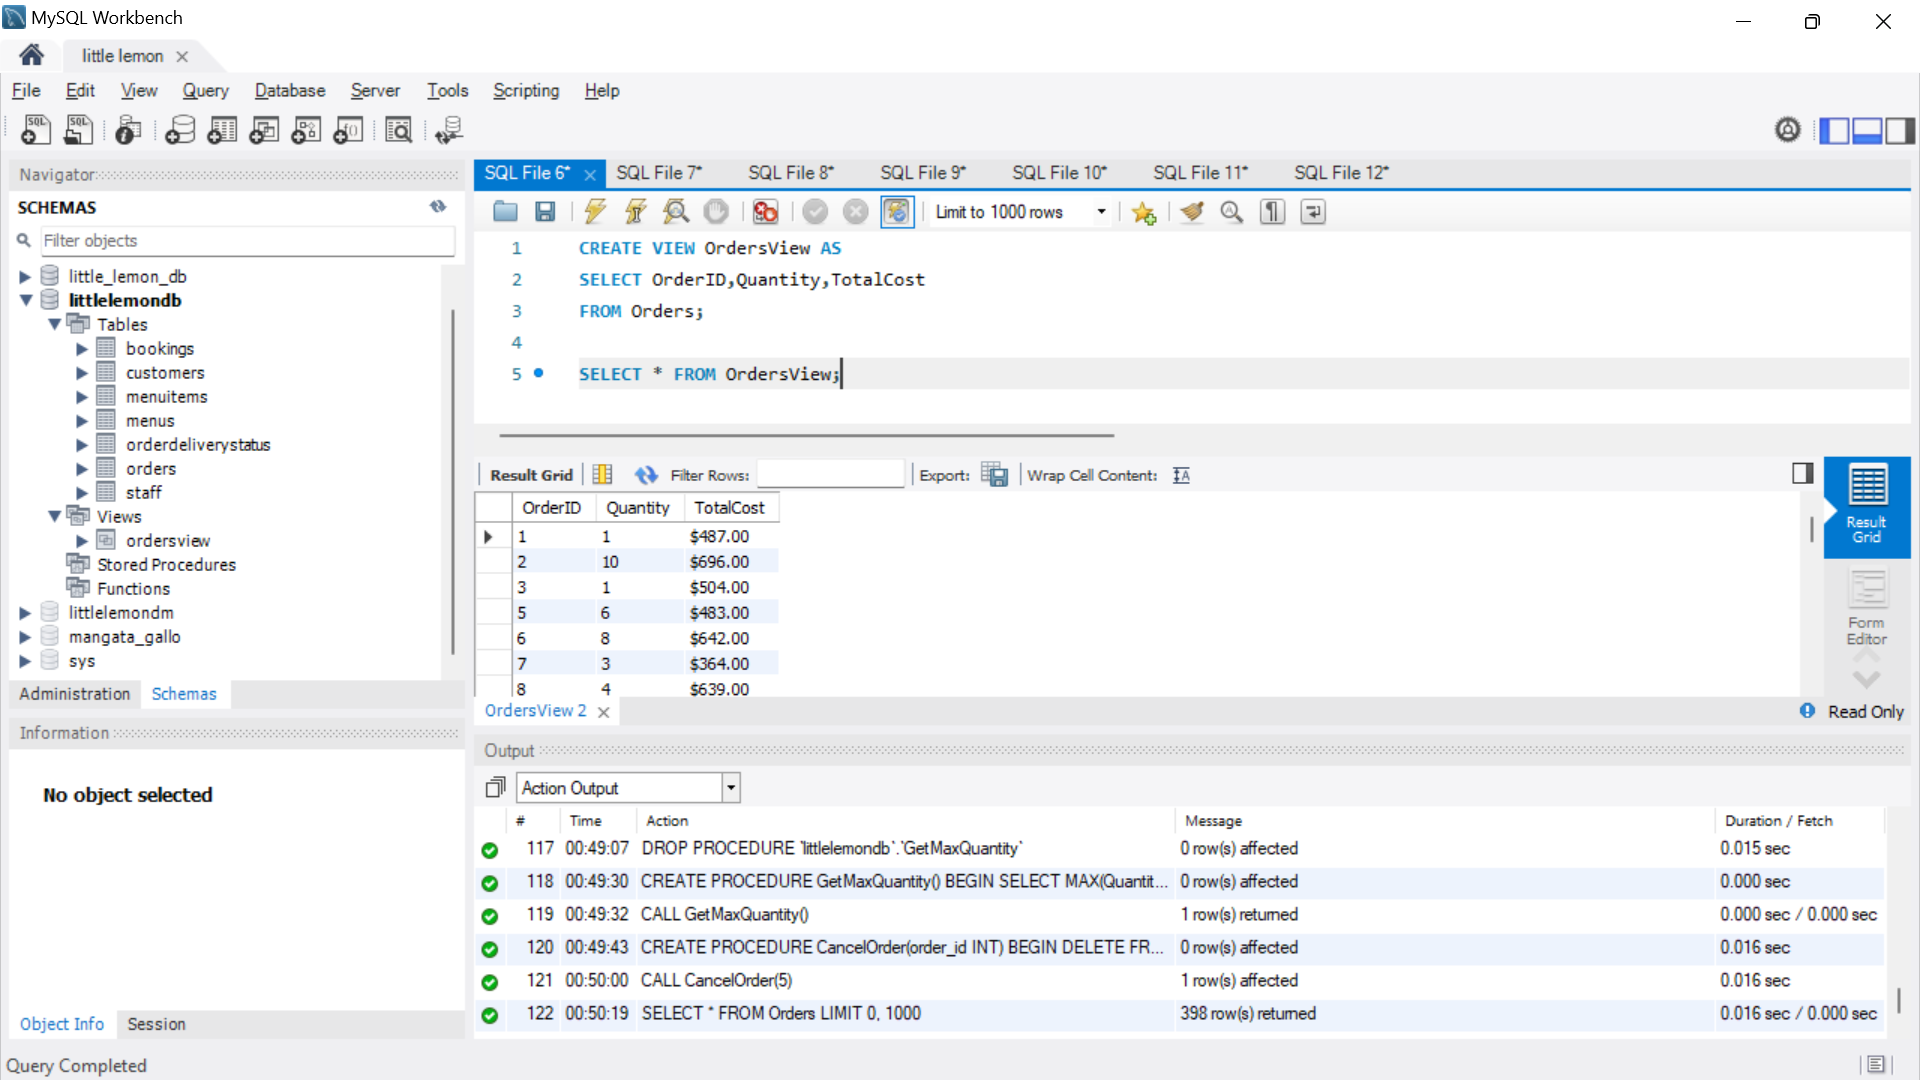 MySQL Workbench
little lemon
File Edit View Query Database Server Tools Scripting Help
SQL SQL
Navigator
SCHEMAS
Filter objects
little_lemon_db
littlelemondb
Tables
bookings
customers
menuitems
menus
orderdeliverystatus
orders
staff
Views
ordersview
Stored Procedures
Functions
littlelemondm
mangata_gallo
sys
Administration Schemas
Information
No object selected
Object Info Session
SQL File 6* SQL File 7* SQL File 8* SQL File 9* SQL File 10* SQL File 11* SQL File 12*
Limit to 1000 rows
1 CREATE VIEW OrdersView AS
2 SELECT OrderID,Quantity,TotalCost
3 FROM Orders;
4
5 SELECT * FROM OrdersView;
Result Grid Filter Rows: Export: Wrap Cell Content:
OrderID Quantity TotalCost
1 1 $487.00
2 10 $696.00
3 1 $504.00
5 6 $483.00
6 8 $642.00
7 3 $364.00
8 4 $639.00
Result
Grid
Form
Editor
OrdersView 2
Read Only
Output
Action Output
# Time Action Message Duration / Fetch
117 00:49:07 DROP PROCEDURE `littlelemondb`.`GetMaxQuantity` 0 row(s) affected 0.015 sec
118 00:49:30 CREATE PROCEDURE GetMaxQuantity() BEGIN SELECT MAX(Quantit... 0 row(s) affected 0.000 sec
119 00:49:32 CALL GetMaxQuantity() 1 row(s) returned 0.000 sec / 0.000 sec
120 00:49:43 CREATE PROCEDURE CancelOrder(order_id INT) BEGIN DELETE FR... 0 row(s) affected 0.016 sec
121 00:50:00 CALL CancelOrder(5) 1 row(s) affected 0.016 sec
122 00:50:19 SELECT * FROM Orders LIMIT 0, 1000 398 row(s) returned 0.016 sec / 0.000 sec
Query Completed